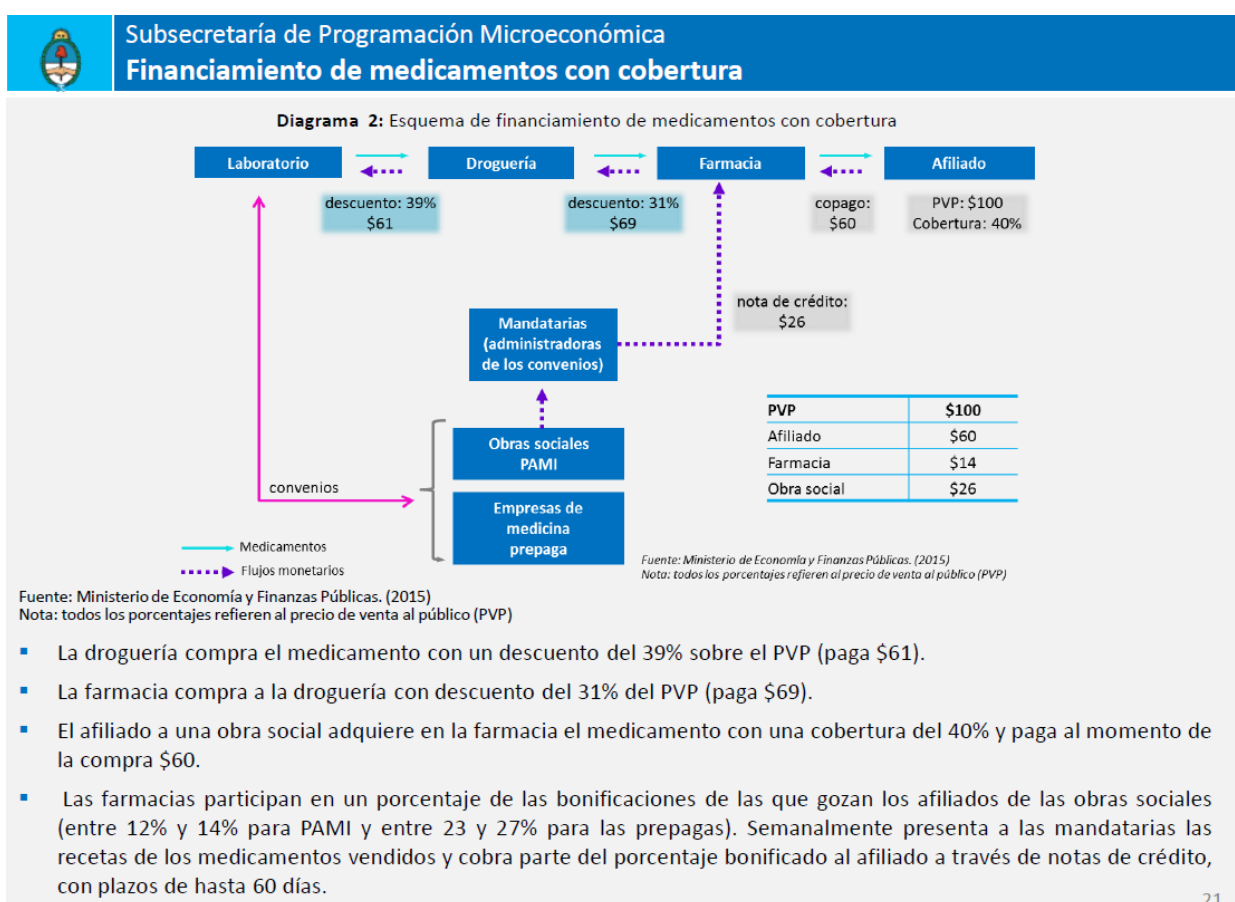 Subsecretaría de Programación Microeconómica
Financiamiento de medicamentos con cobertura
Diagrama 2: Esquema de financiamiento de medicamentos con cobertura
Laboratorio
Droguería
Farmacia
Afiliado
descuento: 39%
$61
descuento: 31%
$69
copago:
$60
PVP: $100
Cobertura: 40%
nota de crédito:
$26
Mandatarias
(administradoras
de los convenios)
Obras sociales
PAMI
Empresas de
medicina
prepaga
convenios
PVP $100
Afiliado $60
Farmacia $14
Obra social $26
Medicamentos
Flujos monetarios
Fuente: Ministerio de Economía y Finanzas Públicas. (2015)
Nota: todos los porcentajes refieren al precio de venta al público (PVP)
Fuente: Ministerio de Economía y Finanzas Públicas. (2015)
Nota: todos los porcentajes refieren al precio de venta al público (PVP)
▪ La droguería compra el medicamento con un descuento del 39% sobre el PVP (paga $61).
▪ La farmacia compra a la droguería con descuento del 31% del PVP (paga $69).
▪ El afiliado a una obra social adquiere en la farmacia el medicamento con una cobertura del 40% y paga al momento de
la compra $60.
▪ Las farmacias participan en un porcentaje de las bonificaciones de las que gozan los afiliados de las obras sociales
(entre 12% y 14% para PAMI y entre 23 y 27% para las prepagas). Semanalmente presenta a las mandatarias las
recetas de los medicamentos vendidos y cobra parte del porcentaje bonificado al afiliado a través de notas de crédito,
con plazos de hasta 60 días.
21